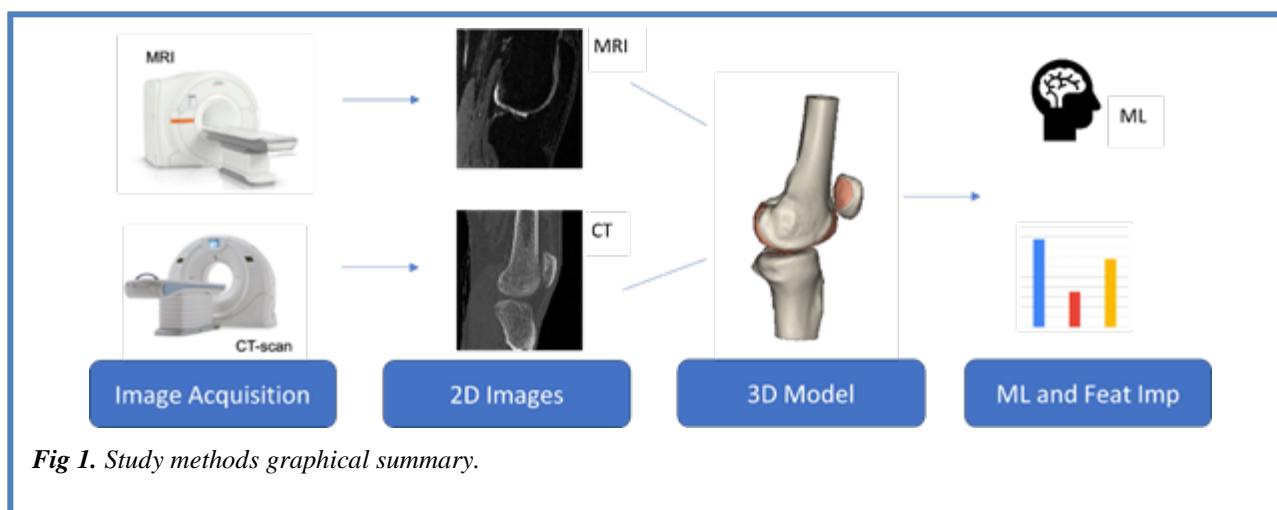 MRI
MRI
ML
CT
CT-scan
Image Acquisition
2D Images
3D Model
ML and Feat Imp
Fig 1. Study methods graphical summary.